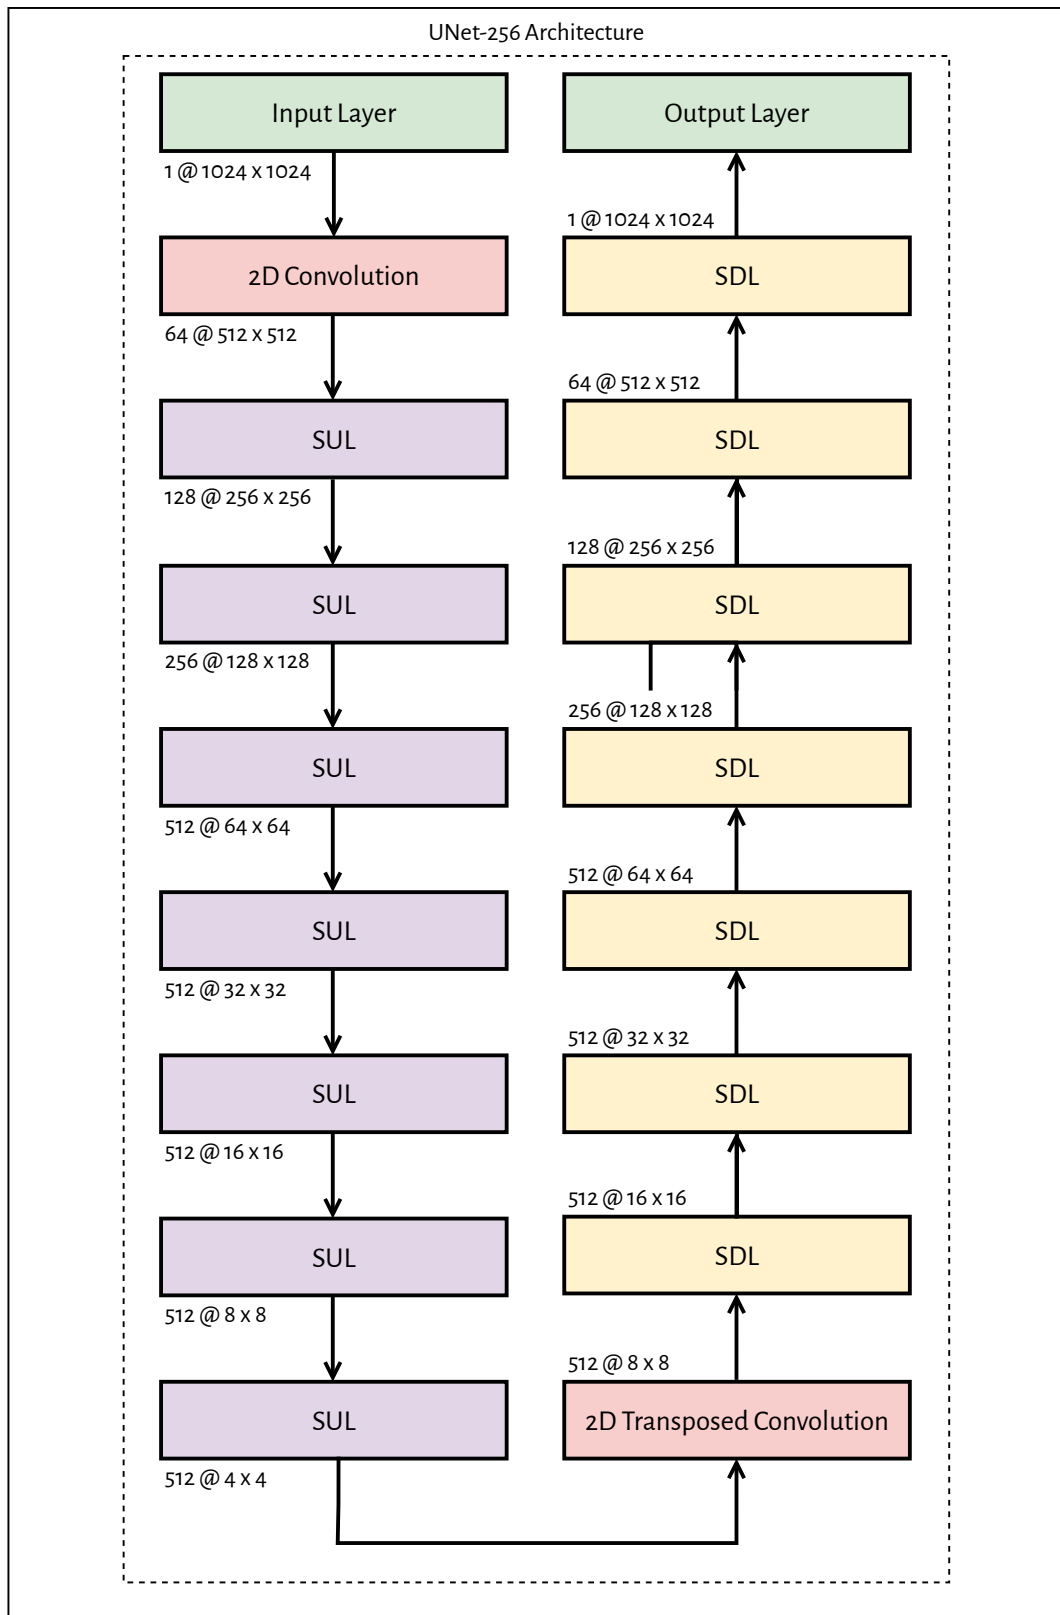 UNet-256 Architecture
Input Layer
1 @ 1024 x 1024
2D Convolution
64 @ 512 x 512
SUL
128 @ 256 x 256
SUL
256 @ 128 x 128
SUL
512 @ 64 x 64
SUL
512 @ 32 x 32
SUL
512 @ 16 x 16
SUL
512 @ 8 x 8
SUL
512 @ 4 x 4
Output Layer
1 @ 1024 x 1024
SDL
64 @ 512 x 512
SDL
128 @ 256 x 256
SDL
256 @ 128 x 128
SDL
512 @ 64 x 64
SDL
512 @ 32 x 32
SDL
512 @ 16 x 16
SDL
512 @ 8 x 8
2D Transposed Convolution